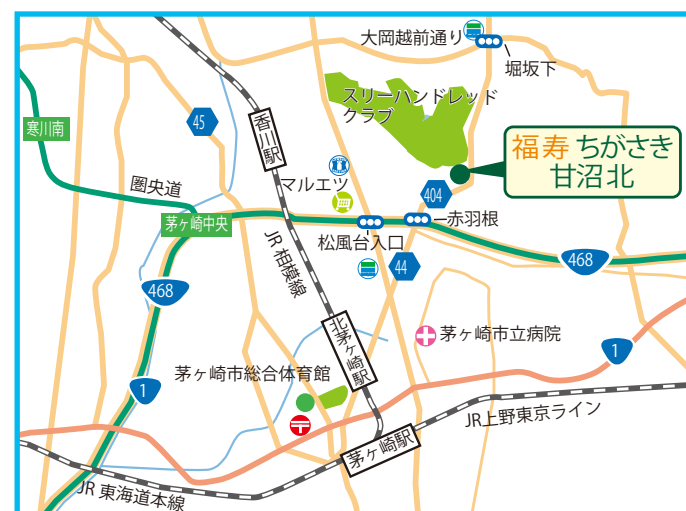 大岡越前通り
堀坂下
スリーハンドレッド
クラブ
福寿 ちがさき
甘沼北
寒川南
45
香川駅
マルエツ
404
圏央道
茅ヶ崎中央
赤羽根
松風台入口
JR 相模線
44
468
468
北茅ヶ崎駅
茅ヶ崎市立病院
1
茅ヶ崎市総合体育館
1
JR上野東京ライン
茅ヶ崎駅
JR 東海道本線